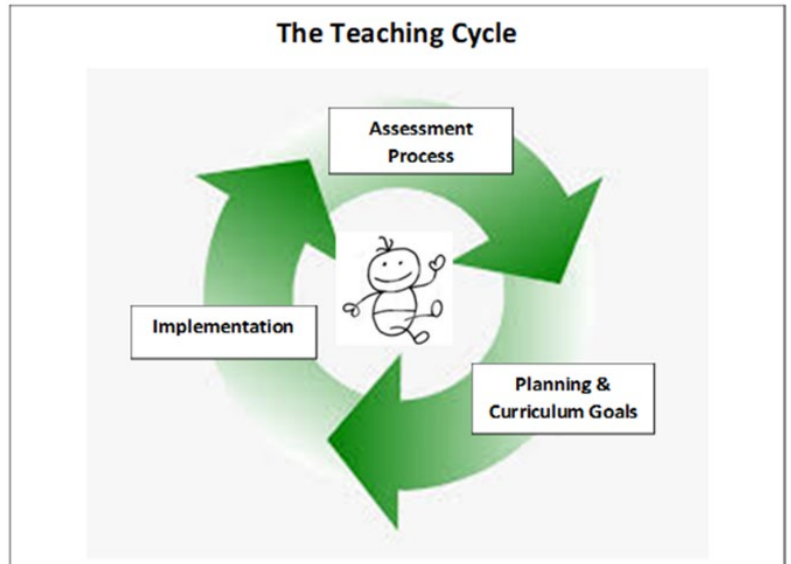 The Teaching Cycle
Assessment
Process
Implementation
Planning &
Curriculum Goals